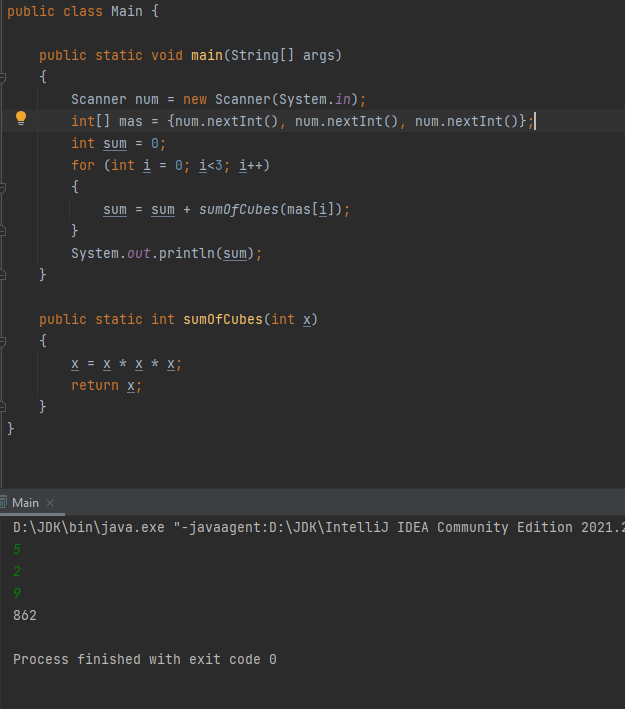 public class Main {
public static void main(String[] args)
{
Scanner num = new Scanner(System.in);
int[] mas = {num.nextInt(), num.nextInt(), num.nextInt()};
int sum = 0;
for (int i = 0; i<3; i++)
{
sum = sum + sumOfCubes(mas[i]);
}
System.out.println(sum);
}
public static int sumOfCubes(int x)
{
x = x * x * x;
return x;
}
}
Main
D:\JDK\bin\java.exe "-javaagent:D:\JDK\IntelliJ IDEA Community Edition 2021.2
5
2
9
862
Process finished with exit code 0